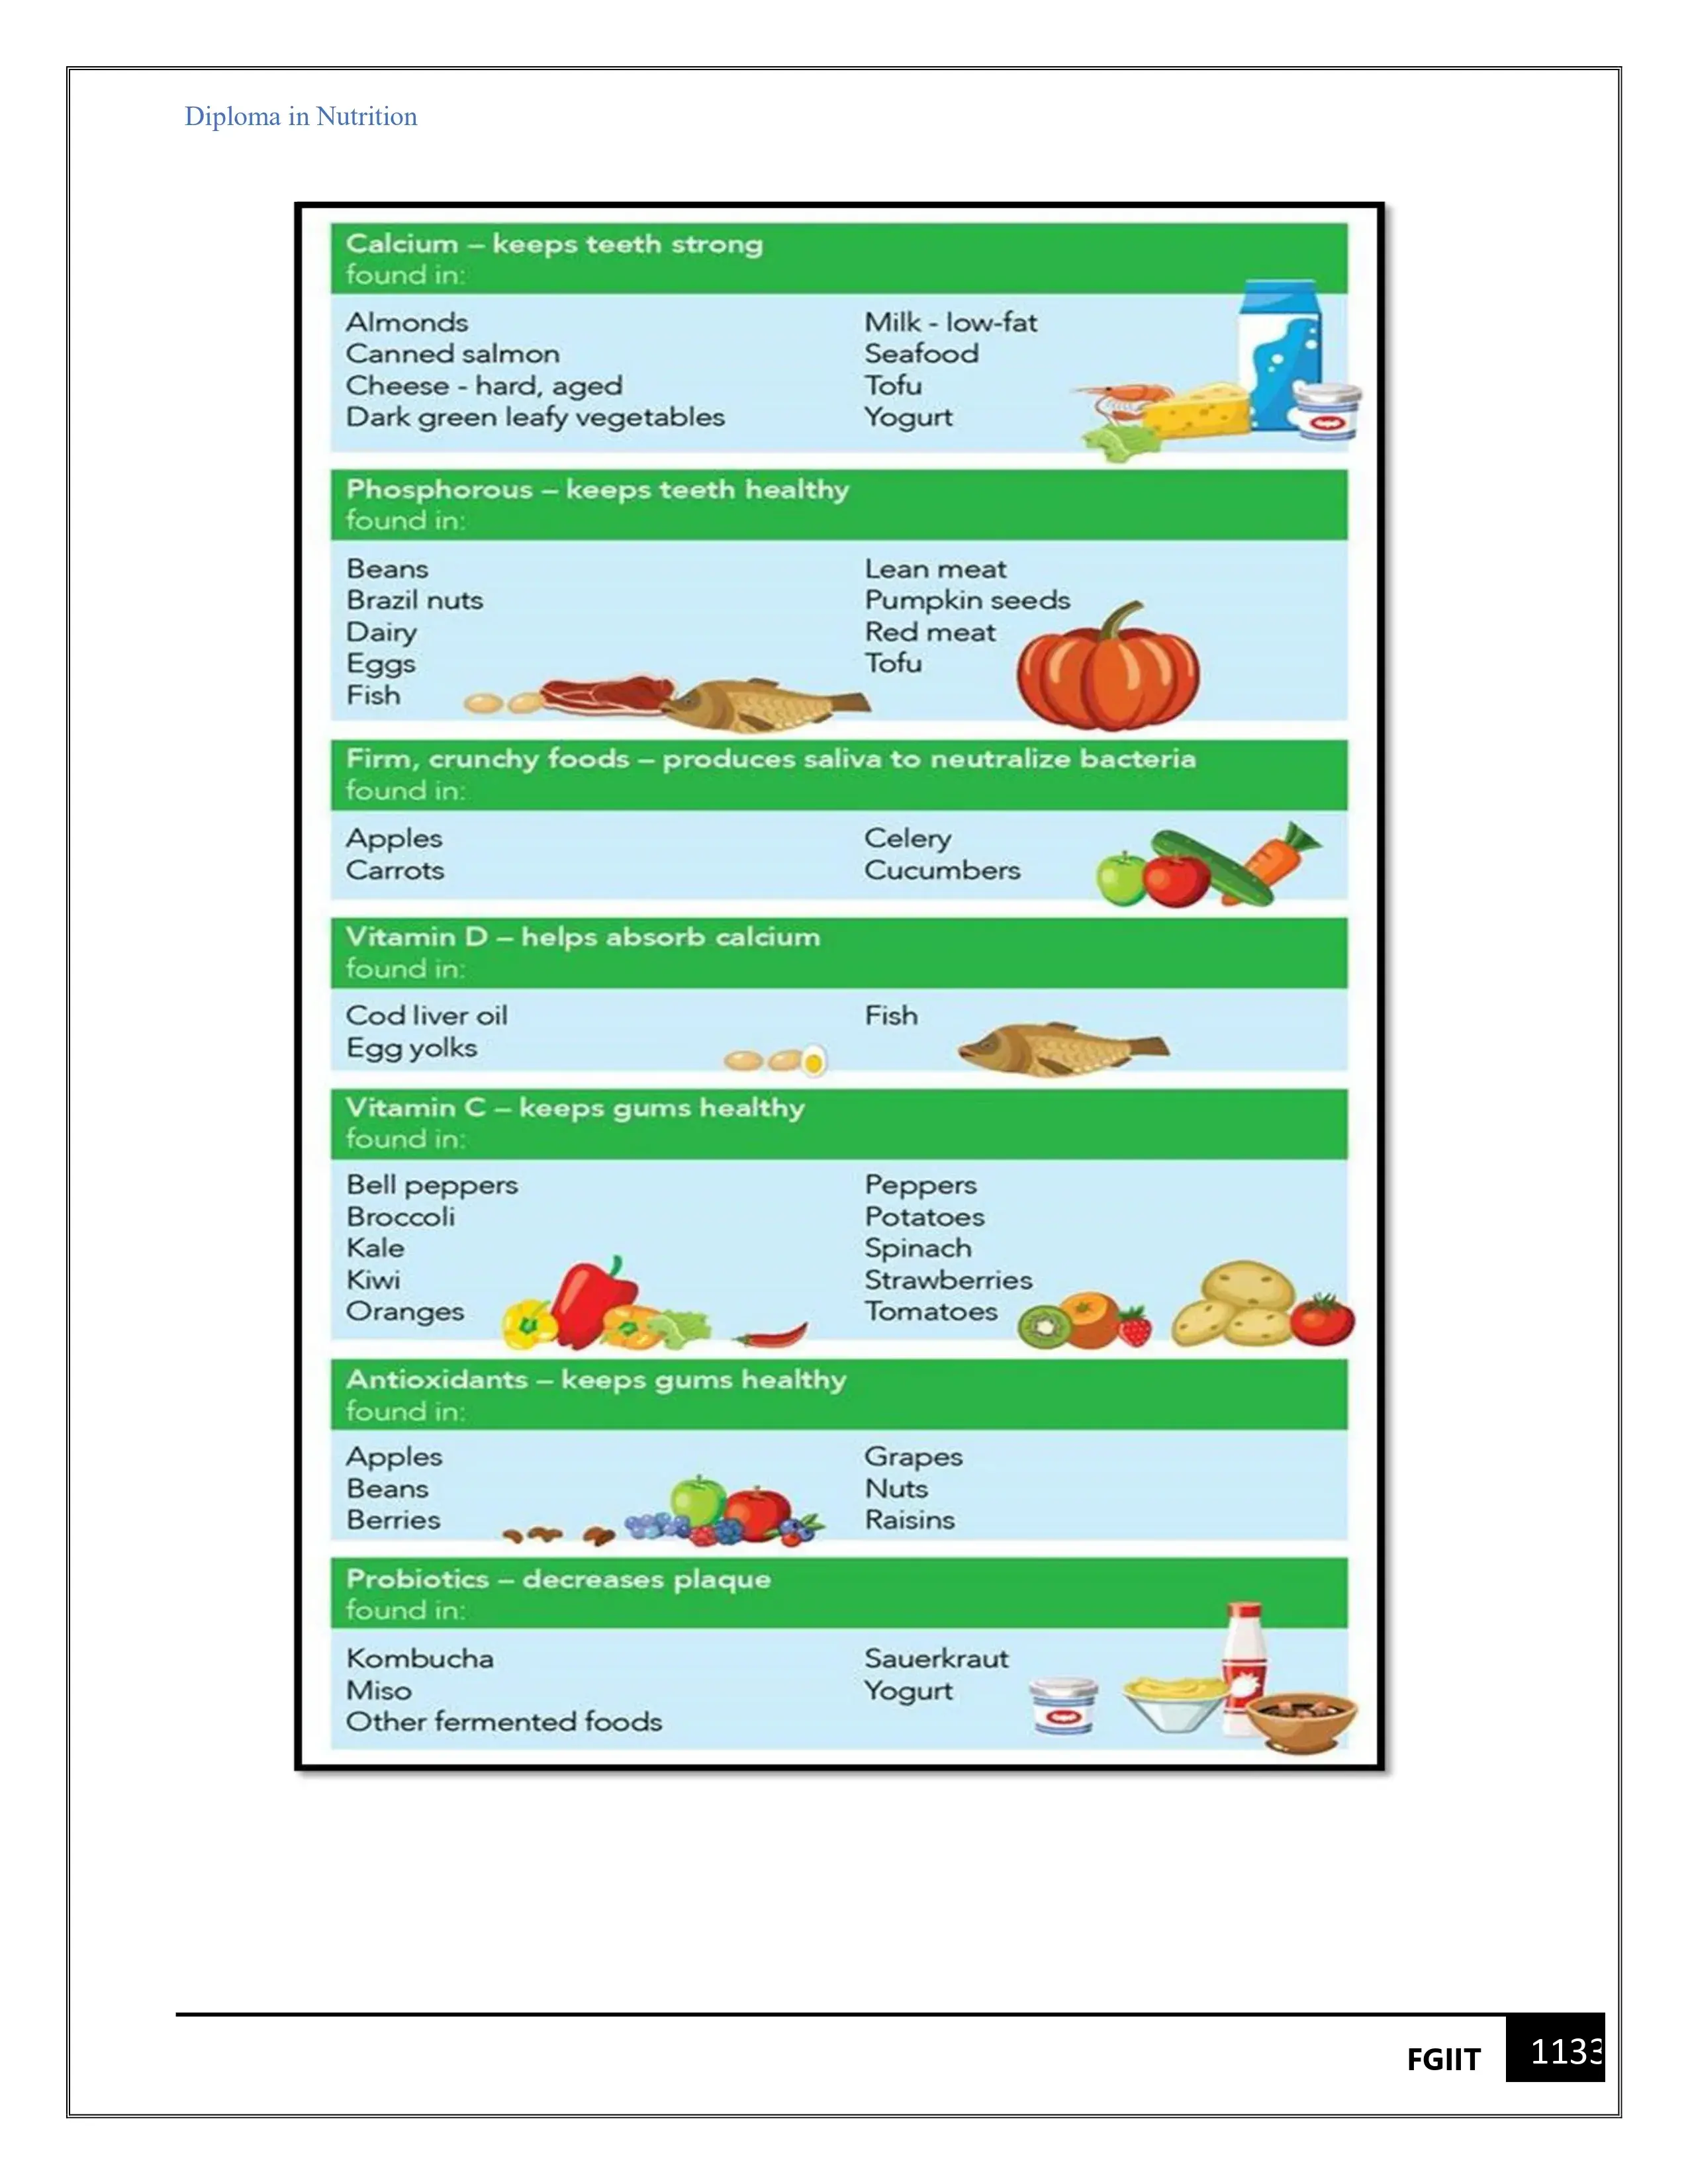 Diploma in Nutrition
Calcium – keeps teeth strong
found in:
Almonds
Canned salmon
Cheese - hard, aged
Dark green leafy vegetables
Milk - low-fat
Seafood
Tofu
Yogurt
Phosphorous – keeps teeth healthy
found in:
Beans
Brazil nuts
Dairy
Eggs
Fish
Lean meat
Pumpkin seeds
Red meat
Tofu
Firm, crunchy foods – produces saliva to neutralize bacteria
found in:
Apples
Carrots
Celery
Cucumbers
Vitamin D – helps absorb calcium
found in:
Cod liver oil
Egg yolks
Fish
Vitamin C – keeps gums healthy
found in:
Bell peppers
Broccoli
Kale
Kiwi
Oranges
Peppers
Potatoes
Spinach
Strawberries
Tomatoes
Antioxidants – keeps gums healthy
found in:
Apples
Beans
Berries
Grapes
Nuts
Raisins
Probiotics – decreases plaque
found in:
Kombucha
Miso
Other fermented foods
Sauerkraut
Yogurt
FGIIT
1133